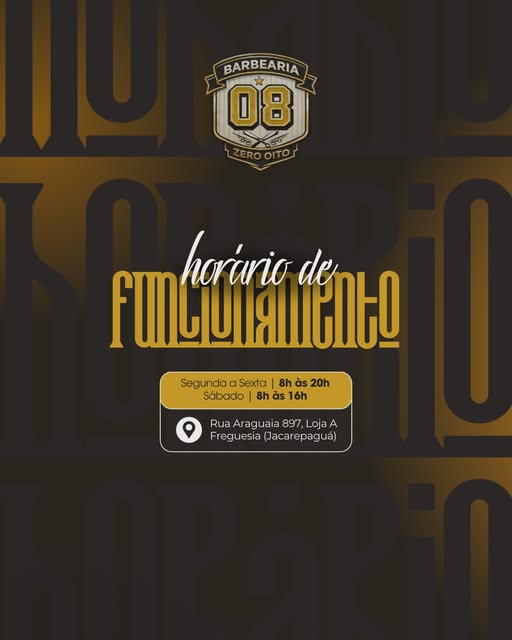 BARBEARIA
08
ZERO OITO
horário de
funcionamento
Segunda a Sexta | 8h às 20h
Sábado | 8h às 16h
Rua Araguaia 897, Loja A
Freguesia (Jacarepaguá)